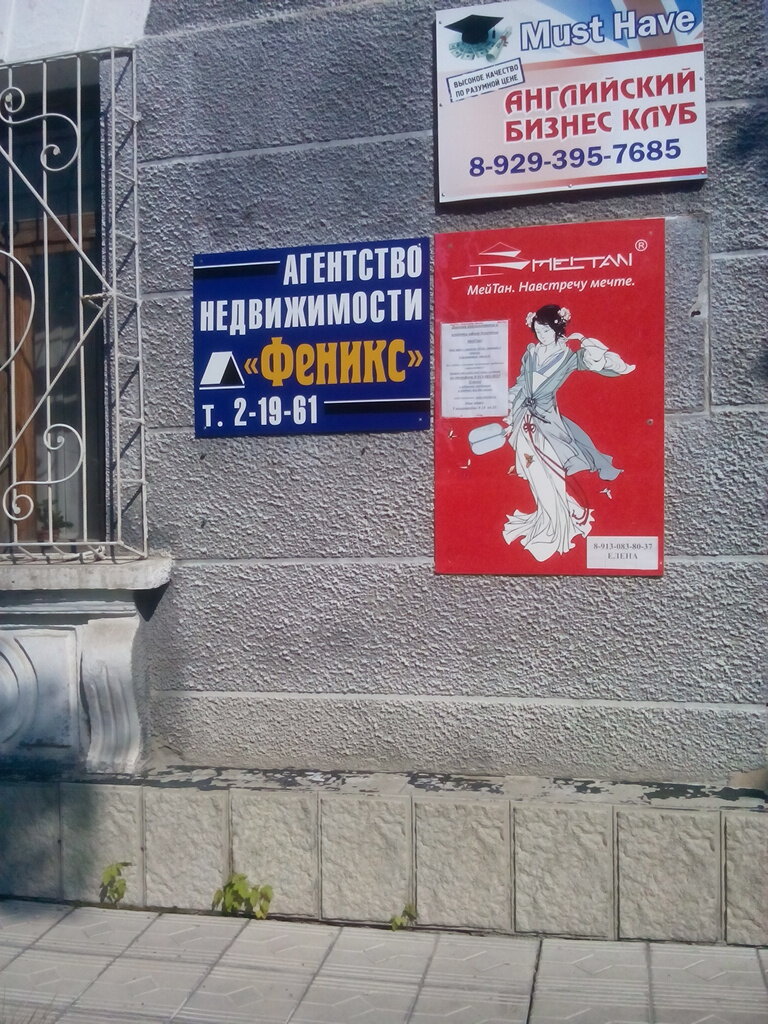 Must Have
ВЫСОКОЕ КАЧЕСТВО
ПО РАЗУМНОЙ ЦЕНЕ
АНГЛИЙСКИЙ
БИЗНЕС КЛУБ
8-929-395-7685
АГЕНТСТВО
НЕДВИЖИМОСТИ
«Феникс»
т. 2-19-61
MEITAN ®
МейТан. Навстречу мечте.
8-913-083-80-37
ЕЛЕНА